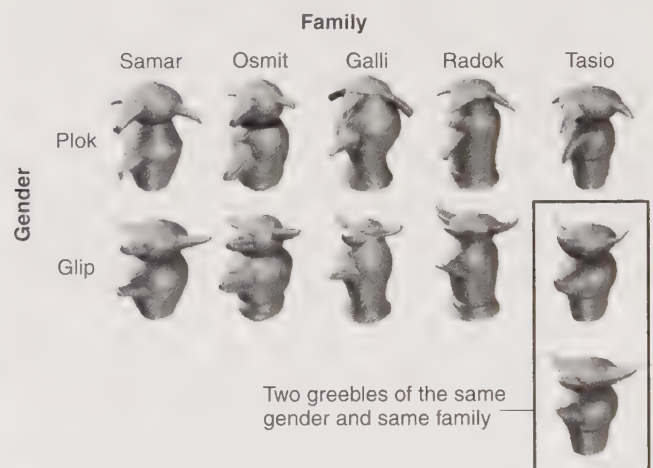 Family
Samar Osmit Galli Radok Tasio
Gender
Plok
Glip
Two greebles of the same
gender and same family